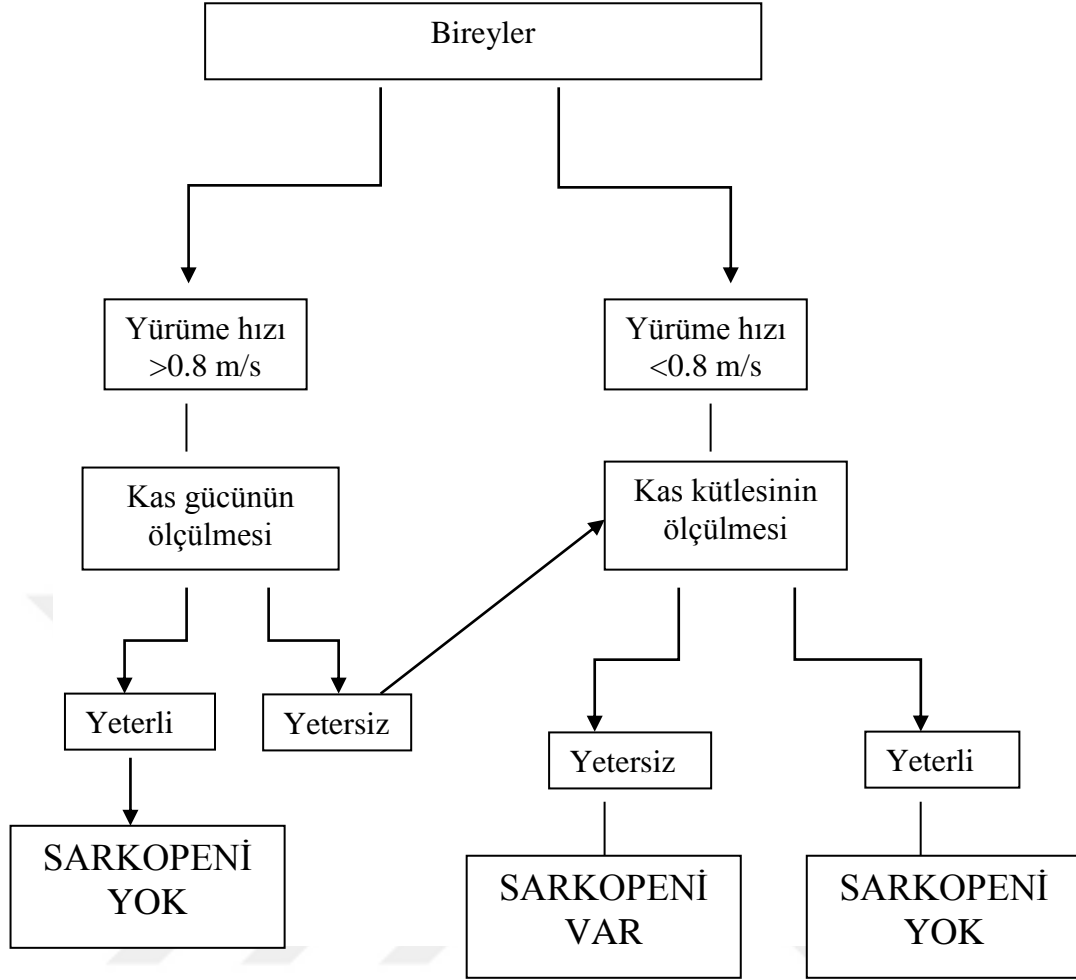 Bireyler
Yürüme hızı
>0.8 m/s
Yürüme hızı
<0.8 m/s
Kas gücünün
ölçülmesi
Kas kütlesinin
ölçülmesi
Yeterli
Yetersiz
Yetersiz
Yeterli
SARKOPENİ
YOK
SARKOPENİ
VAR
SARKOPENİ
YOK